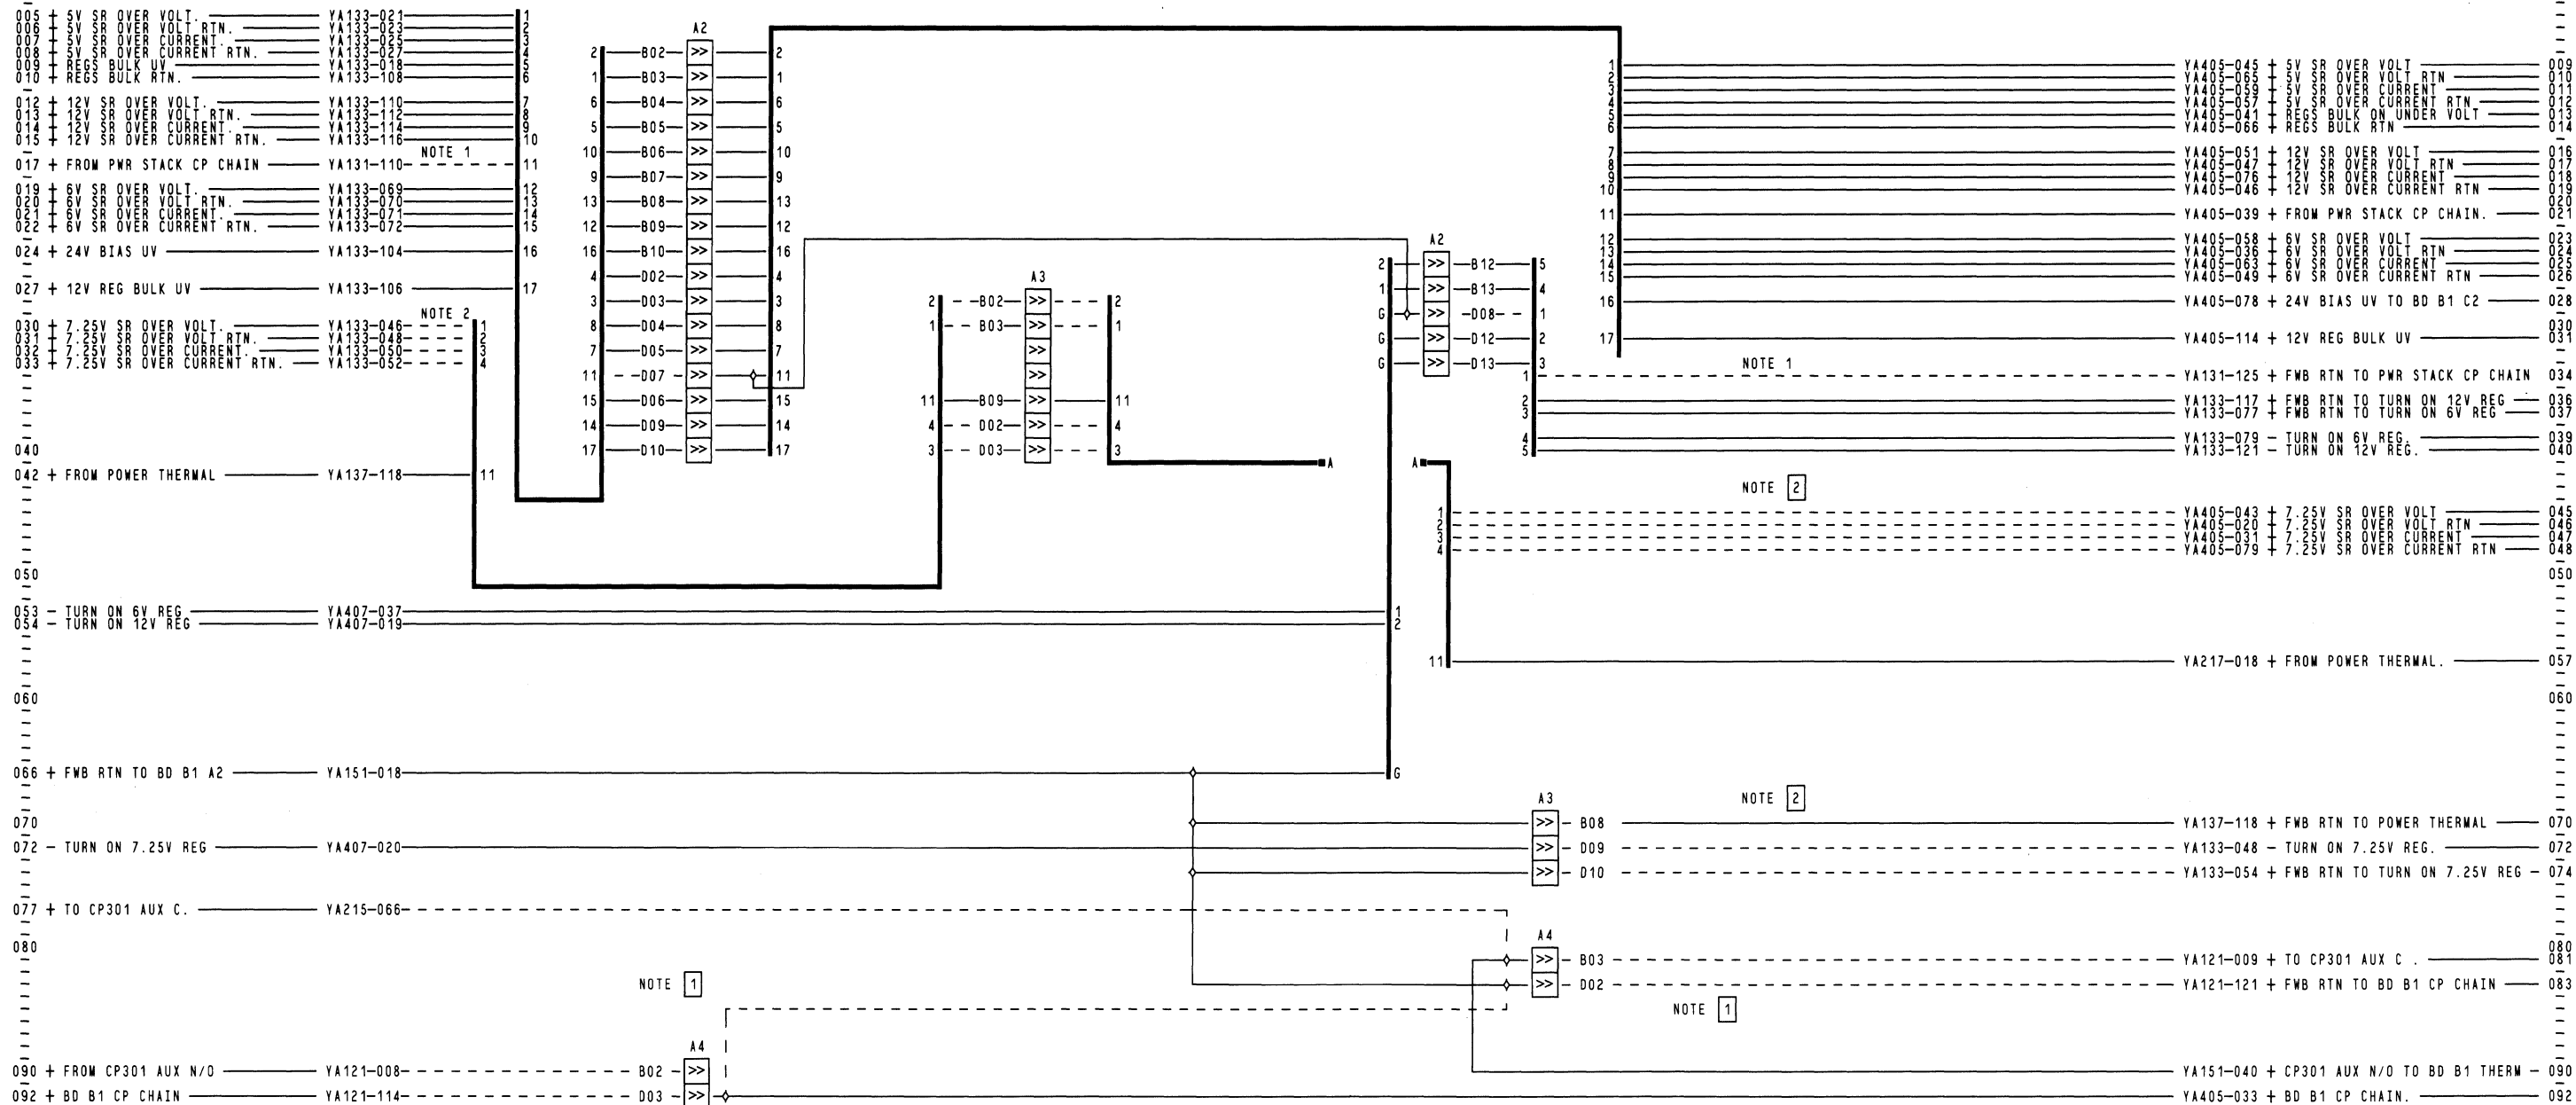 005 + 5V SR OVER VOLT. YA133-021 1
006 + 5V SR OVER VOLT RTN. YA133-023 2
007 + 5V SR OVER CURRENT. YA133-025 3
008 + 5V SR OVER CURRENT RTN. YA133-027 4
009 + REGS BULK UV YA133-018 5
010 + REGS BULK RTN. YA133-108 6
012 + 12V SR OVER VOLT. YA133-110 7
013 + 12V SR OVER VOLT RTN. YA133-112 8
014 + 12V SR OVER CURRENT. YA133-114 9
015 + 12V SR OVER CURRENT RTN. YA133-116 10
NOTE 1
017 + FROM PWR STACK CP CHAIN YA131-110 11
019 + 6V SR OVER VOLT. YA133-069 12
020 + 6V SR OVER VOLT RTN. YA133-070 13
021 + 6V SR OVER CURRENT. YA133-071 14
022 + 6V SR OVER CURRENT RTN. YA133-072 15
024 + 24V BIAS UV YA133-104 16
027 + 12V REG BULK UV YA133-106 17
NOTE 2
030 + 7.25V SR OVER VOLT. YA133-046 1
031 + 7.25V SR OVER VOLT RTN. YA133-048 2
032 + 7.25V SR OVER CURRENT. YA133-050 3
033 + 7.25V SR OVER CURRENT RTN. YA133-052 4
040
042 + FROM POWER THERMAL YA137-118 11
050
053 - TURN ON 6V REG YA407-037 1
054 - TURN ON 12V REG YA407-019 2
060
066 + FWB RTN TO BD B1 A2 YA151-018 G
070
072 - TURN ON 7.25V REG YA407-020
077 + TO CP301 AUX C. YA215-066
080
NOTE 1
A4
090 + FROM CP301 AUX N/O YA121-008 B02 >>
092 + BD B1 CP CHAIN YA121-114 D03 >>
A2
2 B02 >> 2
1 B03 >> 1
6 B04 >> 6
5 B05 >> 5
10 B06 >> 10
9 B07 >> 9
13 B08 >> 13
12 B09 >> 12
16 B10 >> 16
4 D02 >> 4
3 D03 >> 3
8 D04 >> 8
7 D05 >> 7
11 D07 >> 11
15 D06 >> 15
14 D09 >> 14
17 D10 >> 17
A3
2 B02 >> 2
1 B03 >> 1
>>
>>
11 B09 >> 11
4 D02 >> 4
3 D03 >> 3
A
A
A2
2 >> B12 5
1 >> B13 4
G >> D08 1
G >> D12 2
G >> D13 3
1 YA405-045 + 5V SR OVER VOLT 009
2 YA405-065 + 5V SR OVER VOLT RTN 010
3 YA405-059 + 5V SR OVER CURRENT 011
4 YA405-057 + 5V SR OVER CURRENT RTN 012
5 YA405-041 + REGS BULK ON UNDER VOLT 013
6 YA405-066 + REGS BULK RTN 014
7 YA405-051 + 12V SR OVER VOLT 016
8 YA405-047 + 12V SR OVER VOLT RTN 017
9 YA405-076 + 12V SR OVER CURRENT 018
10 YA405-046 + 12V SR OVER CURRENT RTN 019
020
11 YA405-039 + FROM PWR STACK CP CHAIN. 021
12 YA405-058 + 6V SR OVER VOLT 023
13 YA405-036 + 6V SR OVER VOLT RTN 024
14 YA405-063 + 6V SR OVER CURRENT 025
15 YA405-049 + 6V SR OVER CURRENT RTN 026
16 YA405-078 + 24V BIAS UV TO BD B1 C2 028
030
17 YA405-114 + 12V REG BULK UV 031
NOTE 1
1 YA131-125 + FWB RTN TO PWR STACK CP CHAIN 034
2 YA133-117 + FWB RTN TO TURN ON 12V REG 036
3 YA133-077 + FWB RTN TO TURN ON 6V REG 037
4 YA133-079 - TURN ON 6V REG. 039
5 YA133-121 - TURN ON 12V REG. 040
NOTE 2
1 YA405-043 + 7.25V SR OVER VOLT 045
2 YA405-020 + 7.25V SR OVER VOLT RTN 046
3 YA405-031 + 7.25V SR OVER CURRENT 047
4 YA405-079 + 7.25V SR OVER CURRENT RTN 048
050
11 YA217-018 + FROM POWER THERMAL. 057
060
A3 NOTE 2
>> B08 YA137-118 + FWB RTN TO POWER THERMAL 070
>> D09 YA133-048 - TURN ON 7.25V REG. 072
>> D10 YA133-054 + FWB RTN TO TURN ON 7.25V REG 074
A4
080
>> B03 YA121-009 + TO CP301 AUX C . 081
>> D02 YA121-121 + FWB RTN TO BD B1 CP CHAIN 083
NOTE 1
YA151-040 + CP301 AUX N/O TO BD B1 THERM 090
YA405-033 + BD B1 CP CHAIN. 092